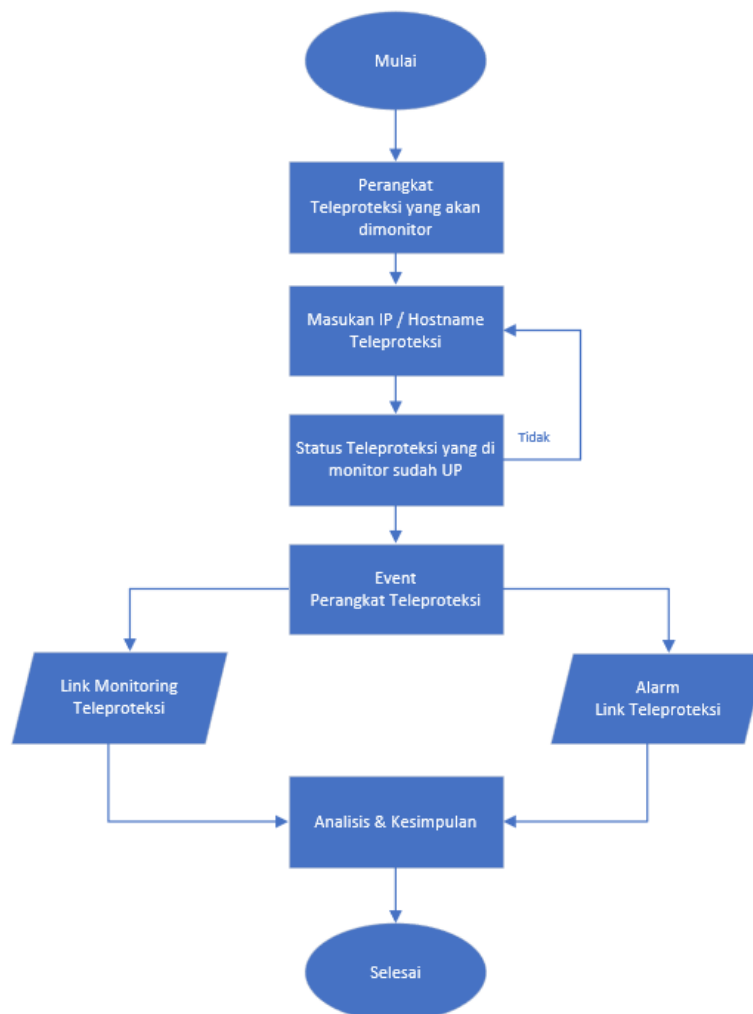 Mulai
Perangkat
Teleproteksi yang akan
dimonitor
Masukan IP / Hostname
Teleproteksi
Status Teleproteksi yang di
monitor sudah UP
Tidak
Event
Perangkat Teleproteksi
Link Monitoring
Teleproteksi
Alarm
Link Teleproteksi
Analisis & Kesimpulan
Selesai